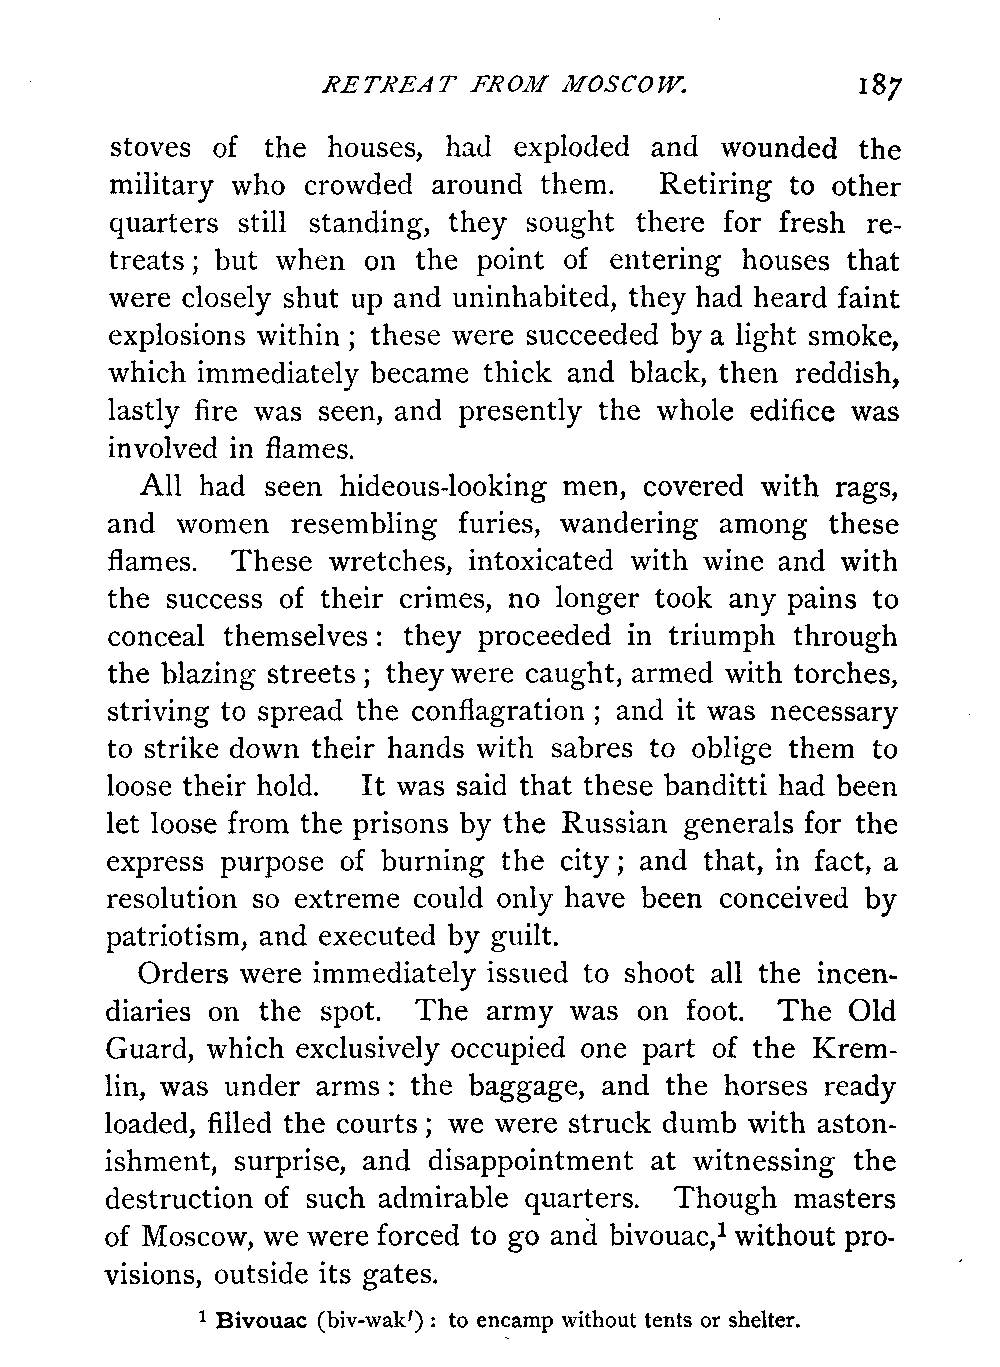 RETREAT FROM MOSCOW. 187
stoves of the houses, had exploded and wounded the
military who crowded around them. Retiring to other
quarters still standing, they sought there for fresh re-
treats; but when on the point of entering houses that
were closely shut up and uninhabited, they had heard faint
explosions within; these were succeeded by a light smoke,
which immediately became thick and black, then reddish,
lastly fire was seen, and presently the whole edifice was
involved in flames.
All had seen hideous-looking men, covered with rags,
and women resembling furies, wandering among these
flames. These wretches, intoxicated with wine and with
the success of their crimes, no longer took any pains to
conceal themselves: they proceeded in triumph through
the blazing streets; they were caught, armed with torches,
striving to spread the conflagration; and it was necessary
to strike down their hands with sabres to oblige them to
loose their hold. It was said that these banditti had been
let loose from the prisons by the Russian generals for the
express purpose of burning the city; and that, in fact, a
resolution so extreme could only have been conceived by
patriotism, and executed by guilt.
Orders were immediately issued to shoot all the incen-
diaries on the spot. The army was on foot. The Old
Guard, which exclusively occupied one part of the Krem-
lin, was under arms: the baggage, and the horses ready
loaded, filled the courts; we were struck dumb with aston-
ishment, surprise, and disappointment at witnessing the
destruction of such admirable quarters. Though masters
of Moscow, we were forced to go and bivouac,¹ without pro-
visions, outside its gates.
¹ Bivouac (biv-wak′): to encamp without tents or shelter.